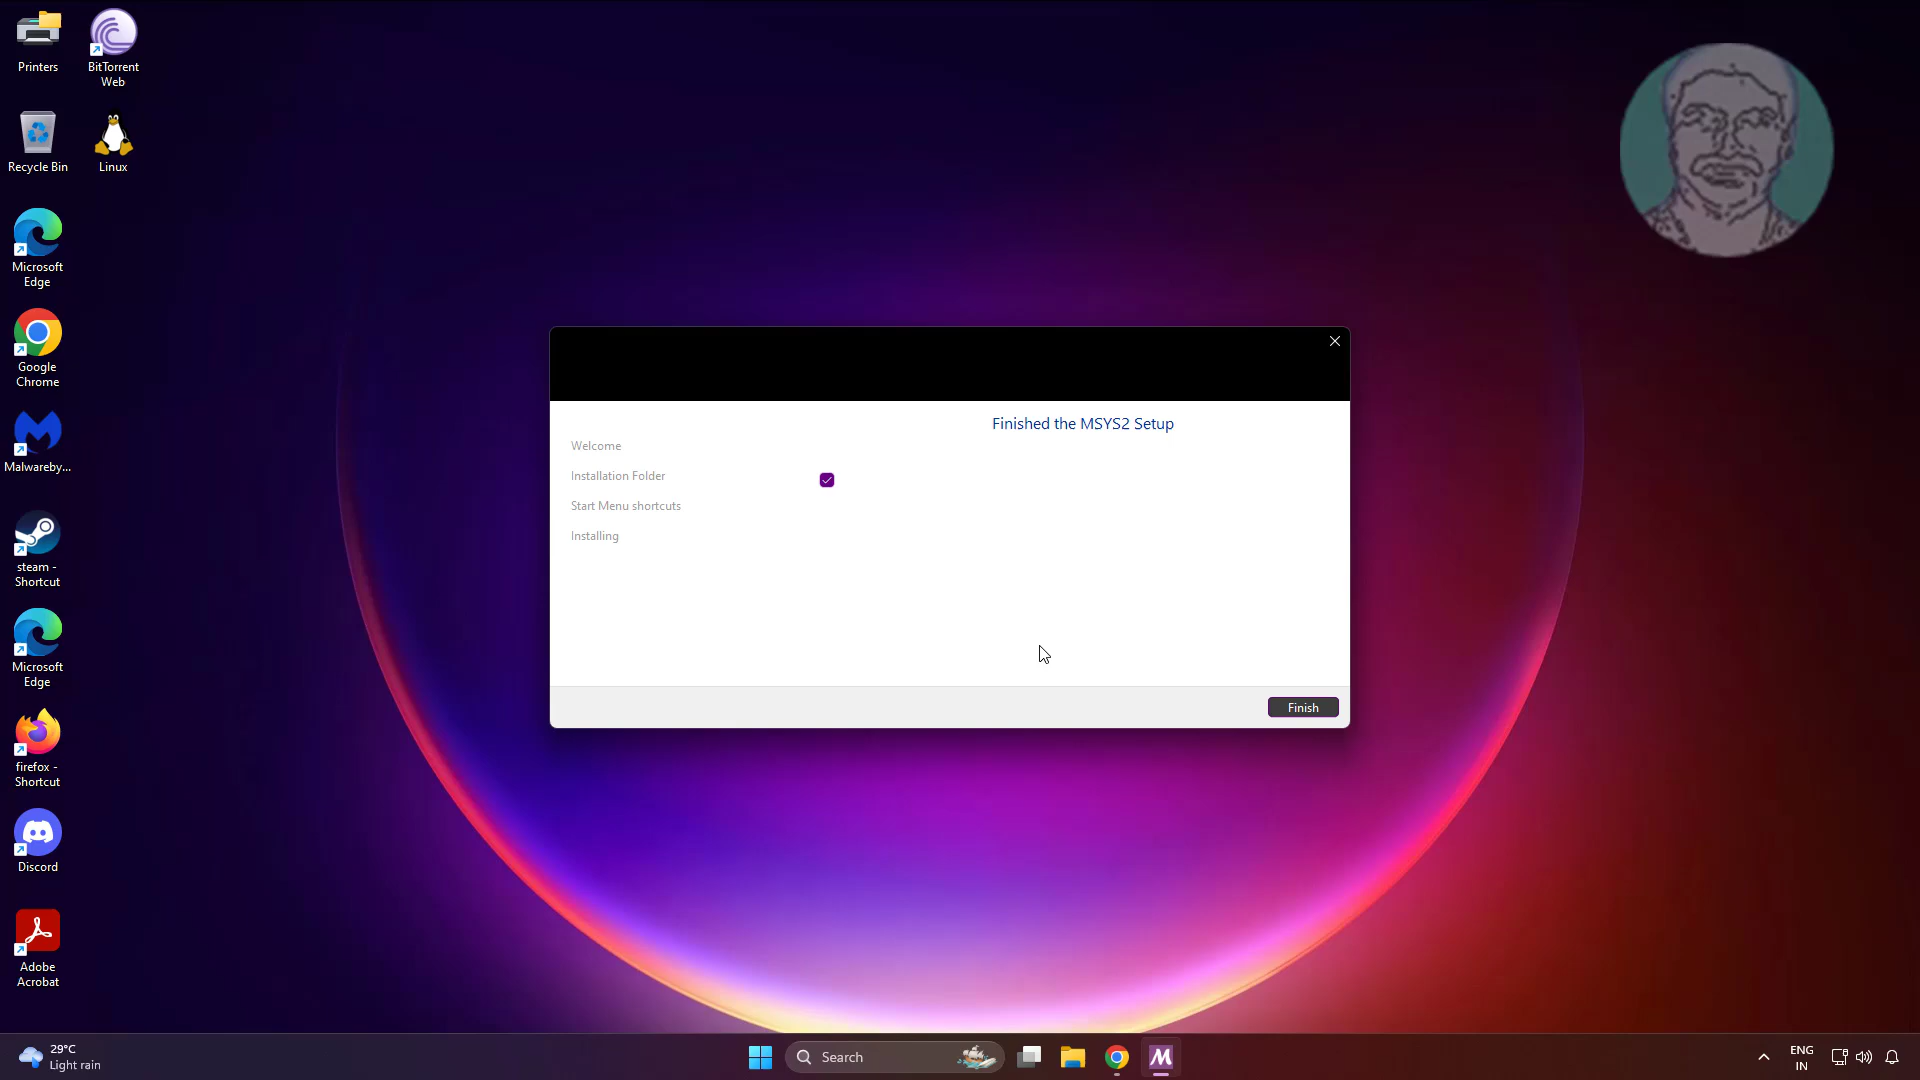 Printers
BitTorrent
Web
Recycle Bin
Linux
Microsoft
Edge
Google
Chrome
Malwareby...
steam -
Shortcut
Microsoft
Edge
firefox -
Shortcut
Discord
Adobe
Acrobat
Finished the MSYS2 Setup
Welcome
Installation Folder
Start Menu shortcuts
Installing
Finish
29°C
Light rain
Search
ENG
IN